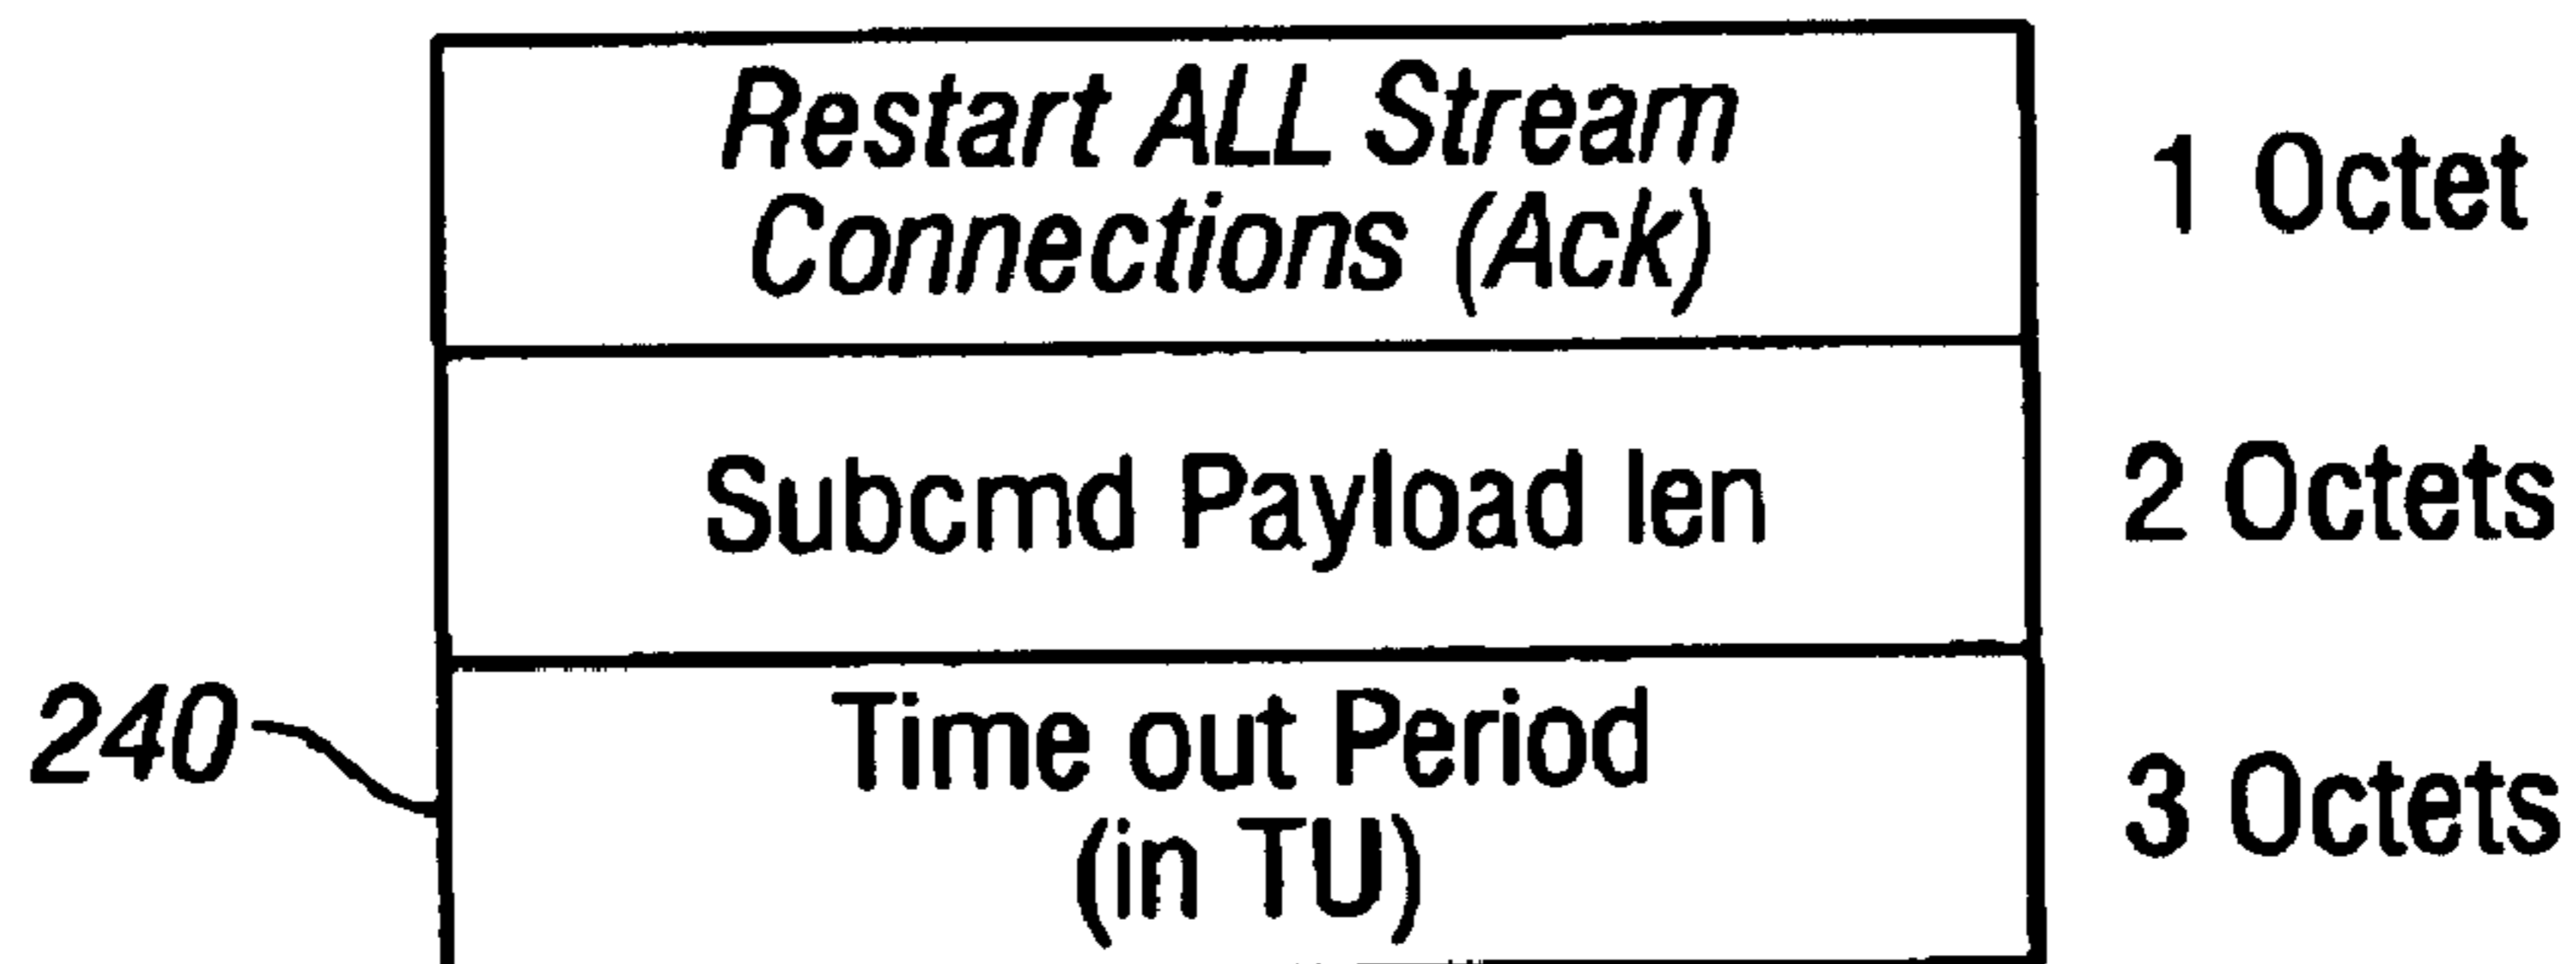 Restart ALL Stream
Connections (Ack)
1 Octet
Subcmd Payload len
2 Octets
240
Time out Period
(in TU)
3 Octets